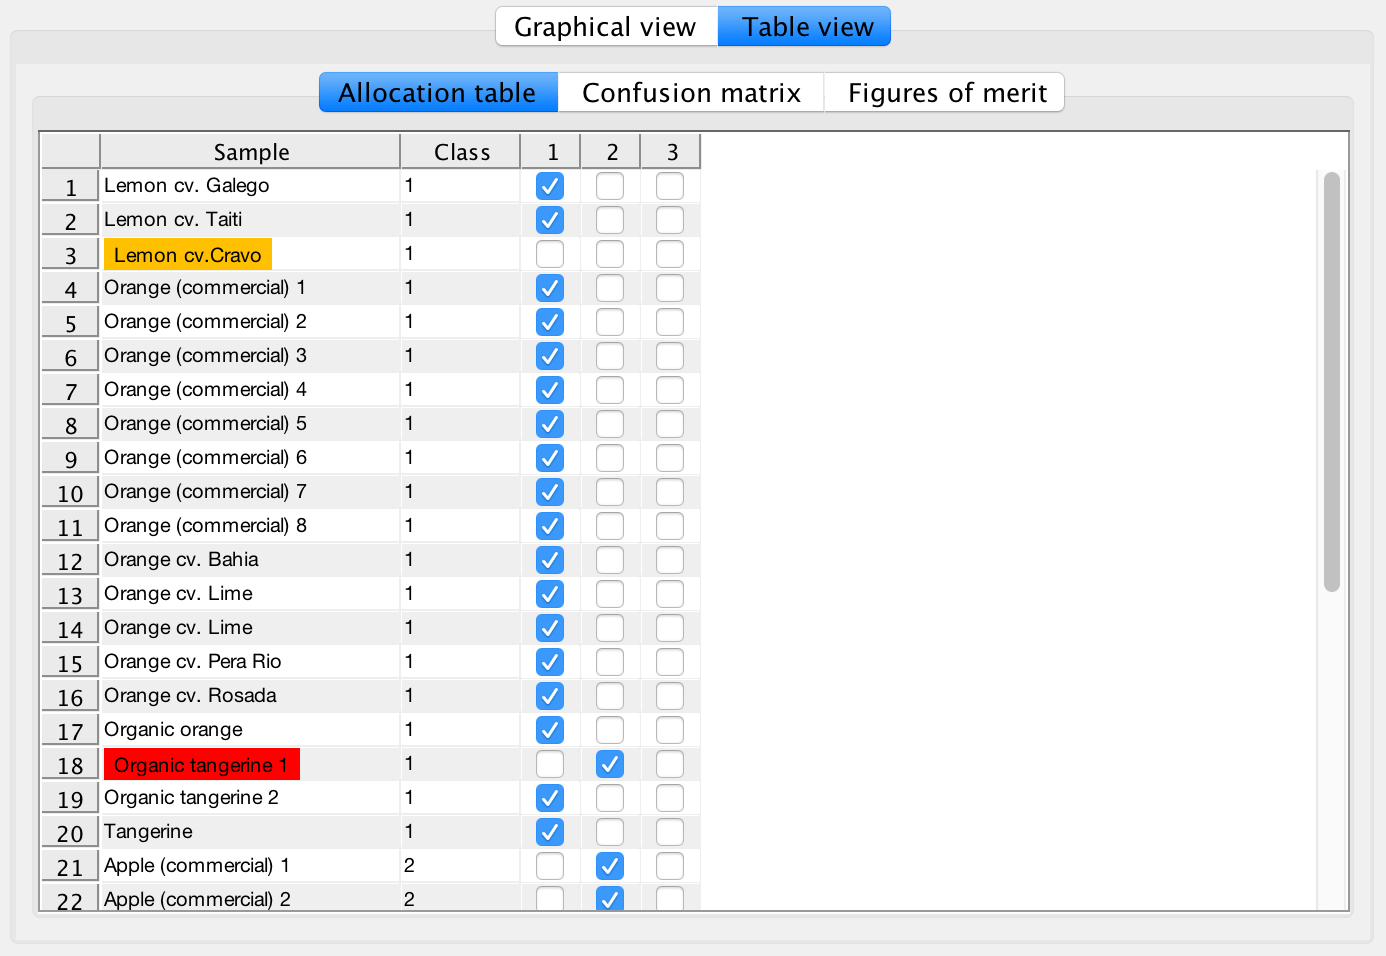 Graphical view Table view
Allocation table Confusion matrix Figures of merit
Sample Class 1 2 3
1 Lemon cv. Galego 1
2 Lemon cv. Taiti 1
3 Lemon cv.Cravo 1
4 Orange (commercial) 1 1
5 Orange (commercial) 2 1
6 Orange (commercial) 3 1
7 Orange (commercial) 4 1
8 Orange (commercial) 5 1
9 Orange (commercial) 6 1
10 Orange (commercial) 7 1
11 Orange (commercial) 8 1
12 Orange cv. Bahia 1
13 Orange cv. Lime 1
14 Orange cv. Lime 1
15 Orange cv. Pera Rio 1
16 Orange cv. Rosada 1
17 Organic orange 1
18 Organic tangerine 1 1
19 Organic tangerine 2 1
20 Tangerine 1
21 Apple (commercial) 1 2
22 Apple (commercial) 2 2